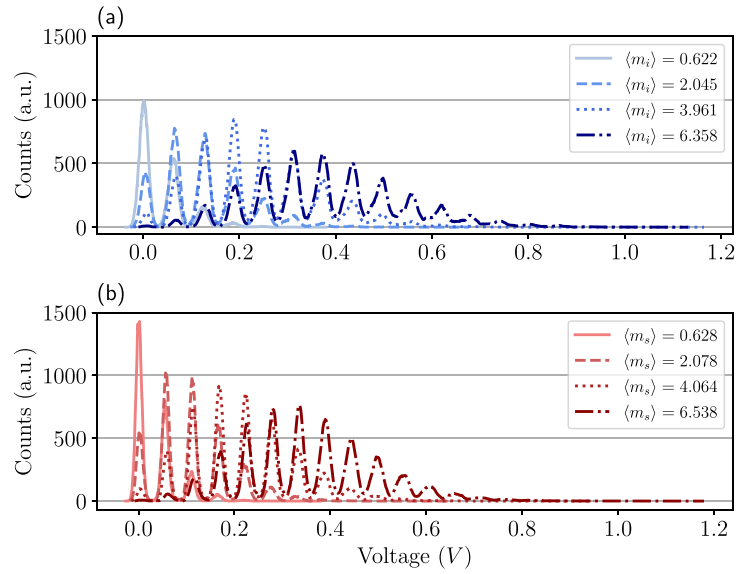 (a)
1500
1000
500
0
Counts (a.u.)
⟨m_i⟩ = 0.622
⟨m_i⟩ = 2.045
⟨m_i⟩ = 3.961
⟨m_i⟩ = 6.358
0.0 0.2 0.4 0.6 0.8 1.0 1.2
(b)
1500
1000
500
0
Counts (a.u.)
⟨m_s⟩ = 0.628
⟨m_s⟩ = 2.078
⟨m_s⟩ = 4.064
⟨m_s⟩ = 6.538
0.0 0.2 0.4 0.6 0.8 1.0 1.2
Voltage (V)